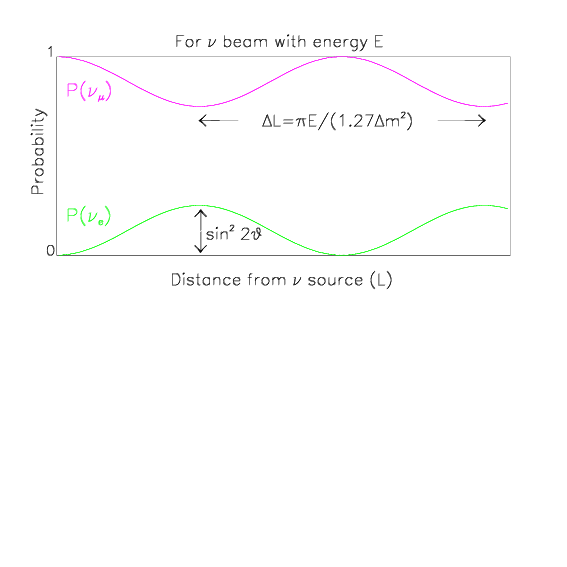 For ν beam with energy E
1
P(ν_μ)
ΔL=πE/(1.27Δm²)
Probability
P(ν_e)
sin² 2ϑ
0
Distance from ν source (L)